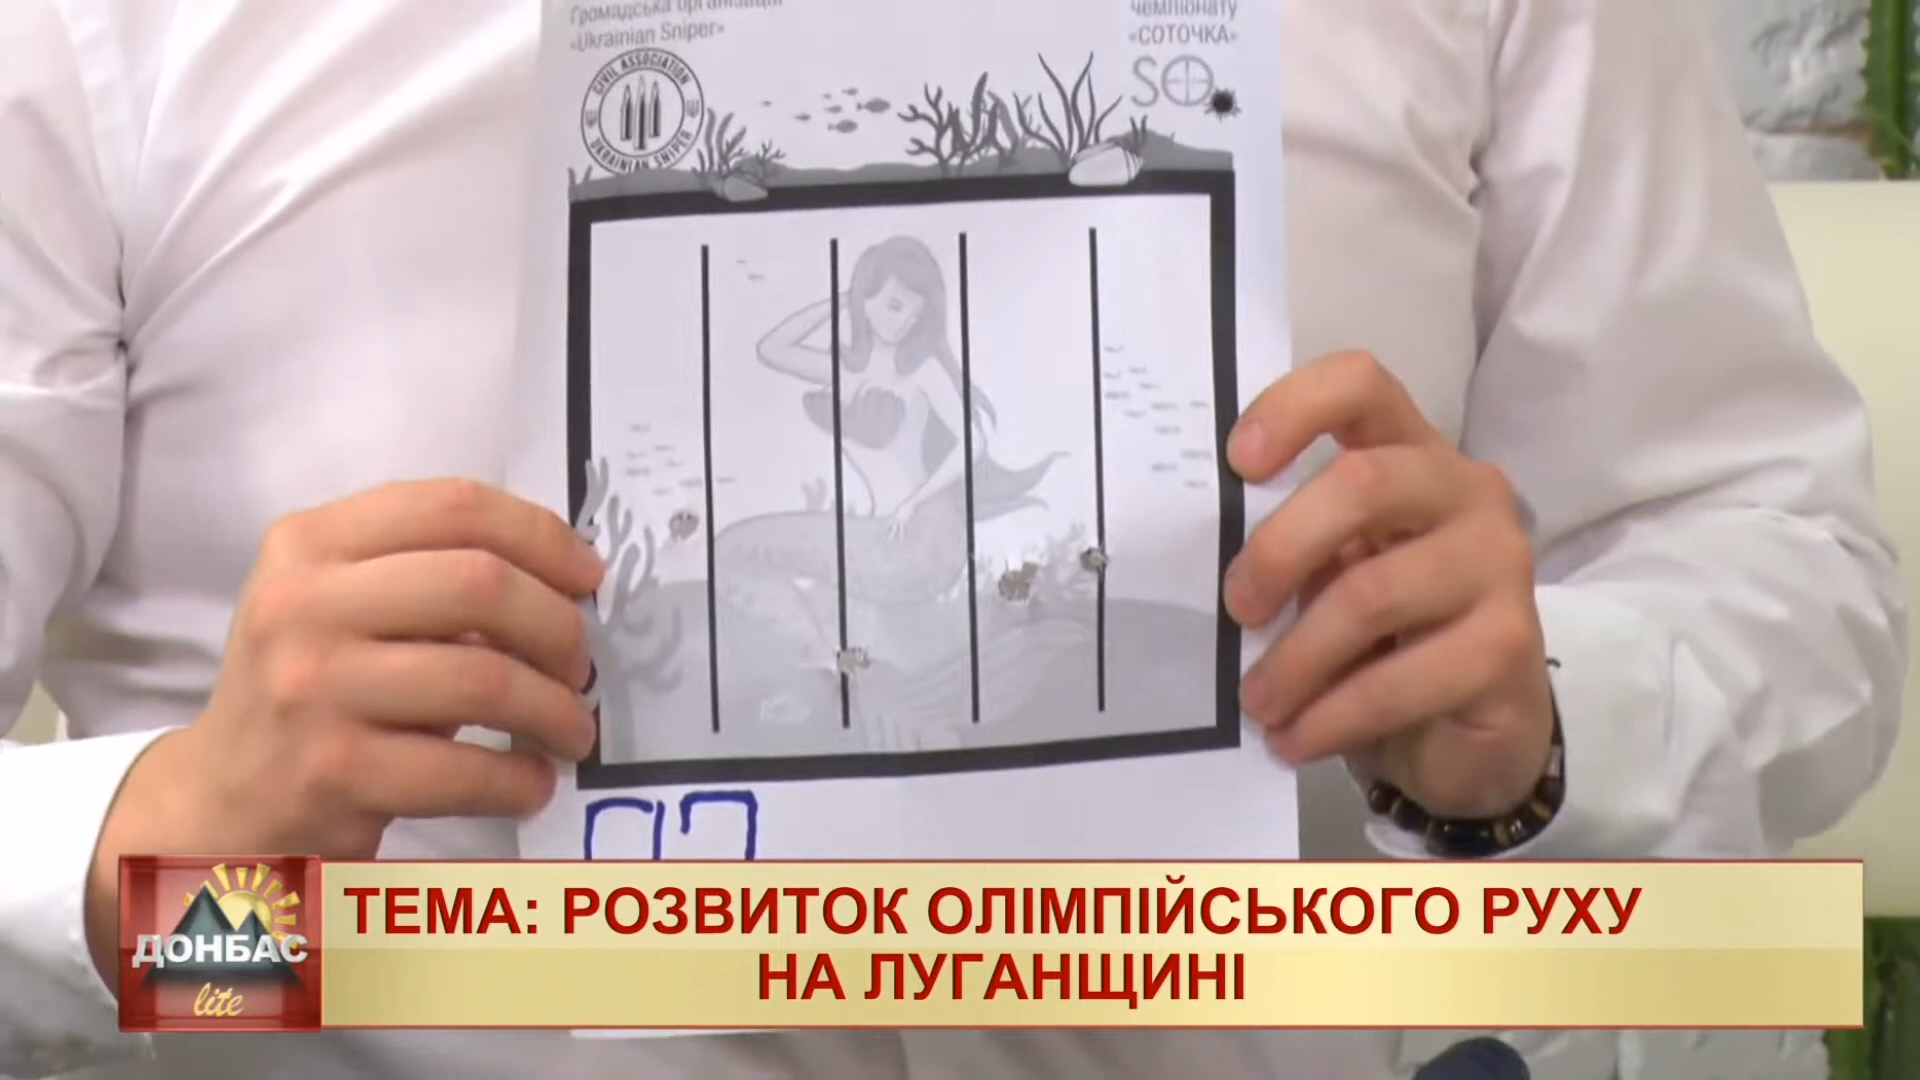 Громадська організація
«Ukrainian Sniper»
чемпіонату
«СОТОЧКА»
CIVIL ASSOCIATION
UKRAINIAN SNIPER
SO
ТЕМА: РОЗВИТОК ОЛІМПІЙСЬКОГО РУХУ
НА ЛУГАНЩИНІ
ДОНБАС
lite